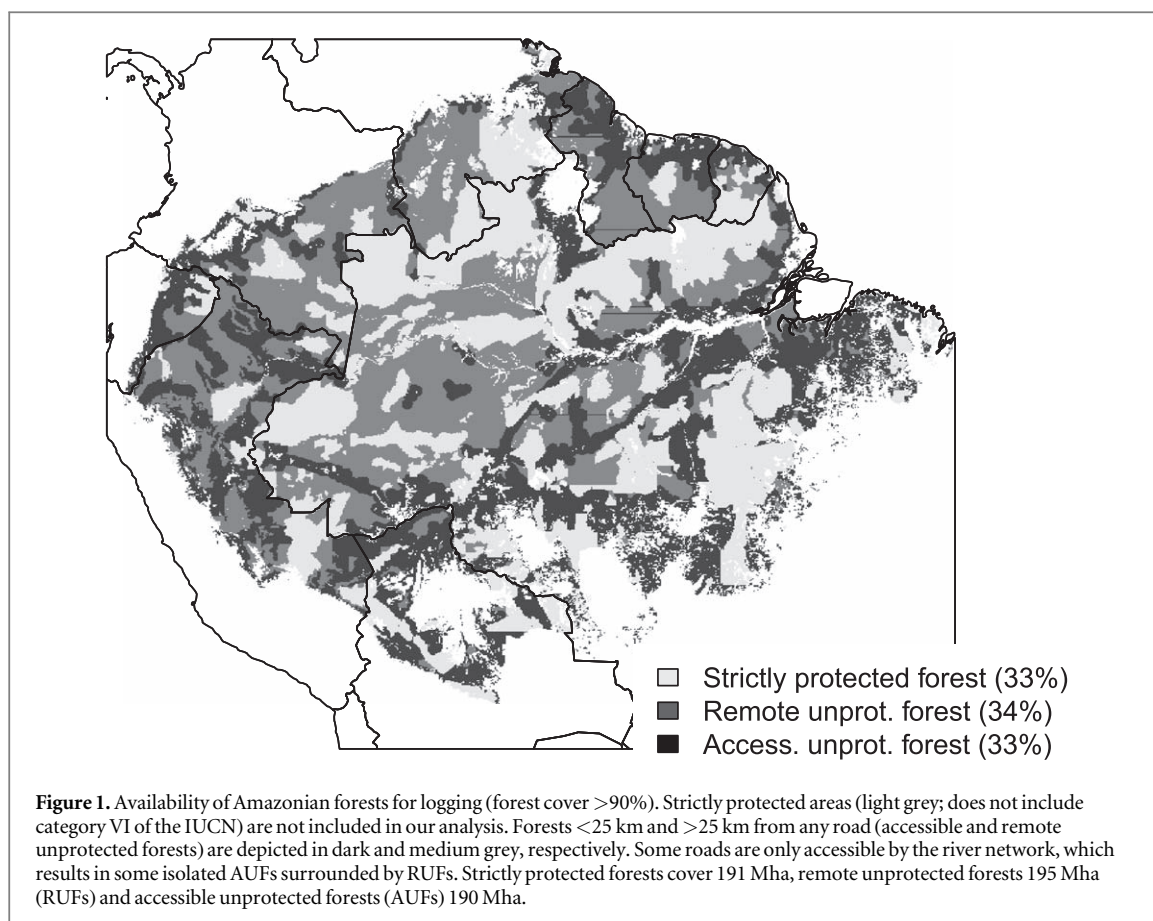 Strictly protected forest (33%)
Remote unprot. forest (34%)
Access. unprot. forest (33%)
Figure 1. Availability of Amazonian forests for logging (forest cover >90%). Strictly protected areas (light grey; does not include
category VI of the IUCN) are not included in our analysis. Forests <25 km and >25 km from any road (accessible and remote
unprotected forests) are depicted in dark and medium grey, respectively. Some roads are only accessible by the river network, which
results in some isolated AUFs surrounded by RUFs. Strictly protected forests cover 191 Mha, remote unprotected forests 195 Mha
(RUFs) and accessible unprotected forests (AUFs) 190 Mha.